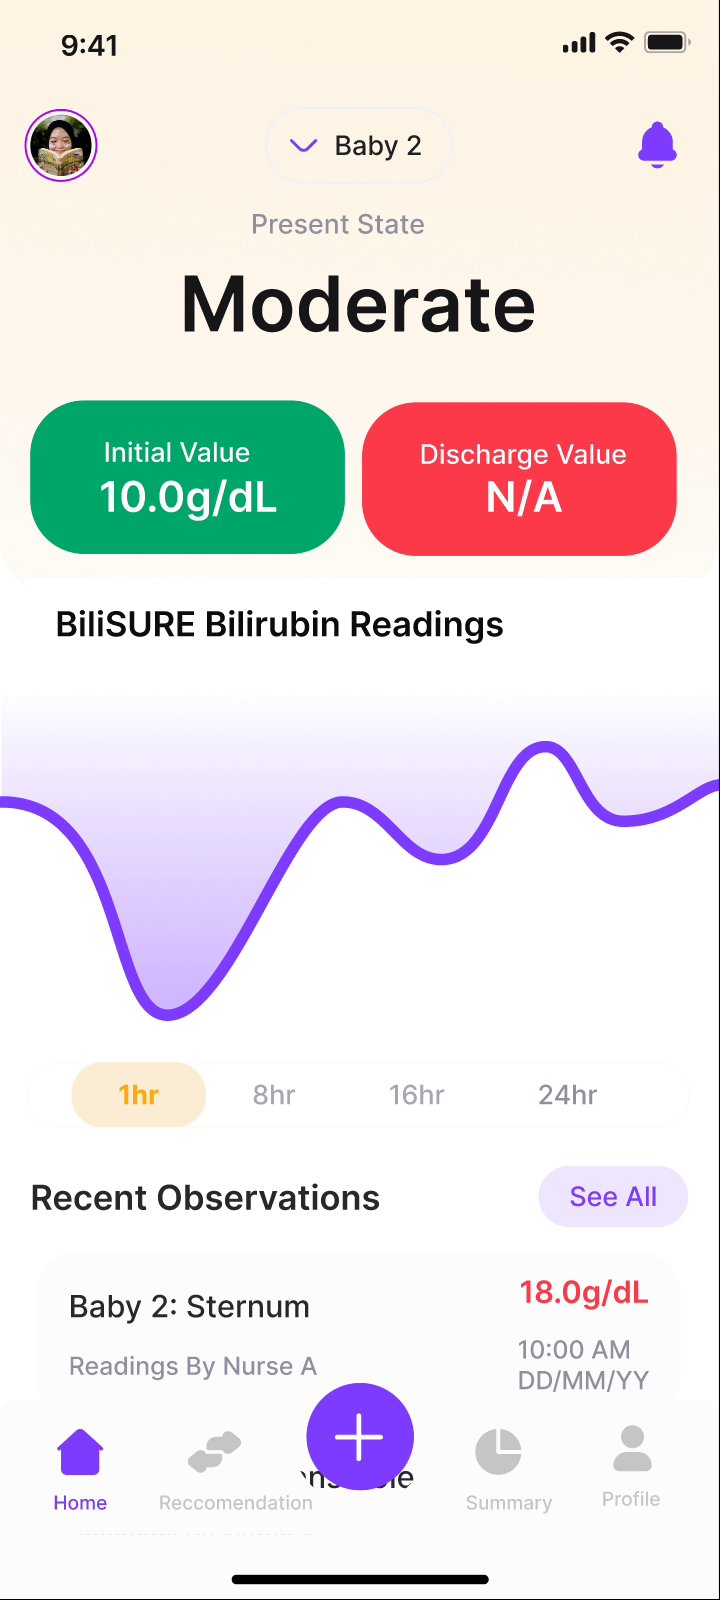 9:41
Baby 2
Present State
Moderate
Initial Value
10.0g/dL
Discharge Value
N/A
BiliSURE Bilirubin Readings
1hr 8hr 16hr 24hr
Recent Observations
See All
Baby 2: Sternum
18.0g/dL
Readings By Nurse A
10:00 AM
DD/MM/YY
Home
Reccomendation
Summary
Profile